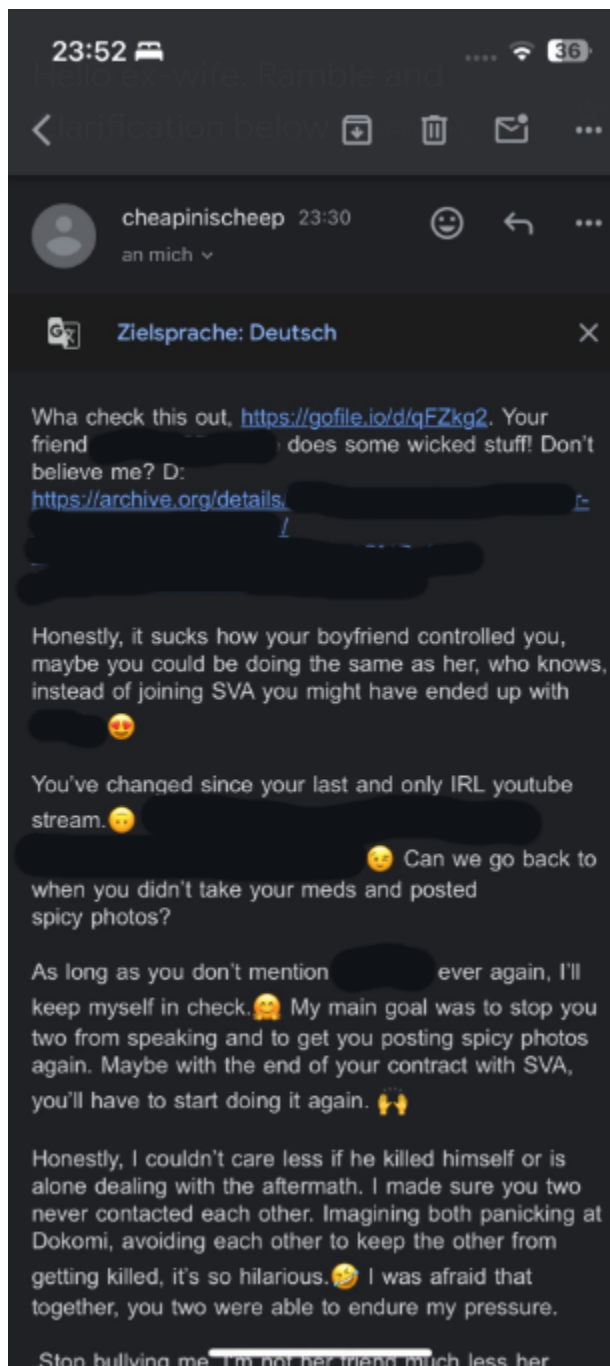 23:52
36
Hello ex-wife. Ramble and
larification below
cheapinischeep 23:30
an mich
Zielsprache: Deutsch
Wha check this out, https://gofile.io/d/qFZkg2. Your
friend does some wicked stuff! Don't
believe me? D:
https://archive.org/details/ r-
/
Honestly, it sucks how your boyfriend controlled you,
maybe you could be doing the same as her, who knows,
instead of joining SVA you might have ended up with
😍
You've changed since your last and only IRL youtube
stream.🙃
😉 Can we go back to
when you didn't take your meds and posted
spicy photos?
As long as you don't mention ever again, I'll
keep myself in check.🤗 My main goal was to stop you
two from speaking and to get you posting spicy photos
again. Maybe with the end of your contract with SVA,
you'll have to start doing it again. 🙌
Honestly, I couldn't care less if he killed himself or is
alone dealing with the aftermath. I made sure you two
never contacted each other. Imagining both panicking at
Dokomi, avoiding each other to keep the other from
getting killed, it's so hilarious.🤣 I was afraid that
together, you two were able to endure my pressure.
Stop bullying me, I'm not her friend much less her